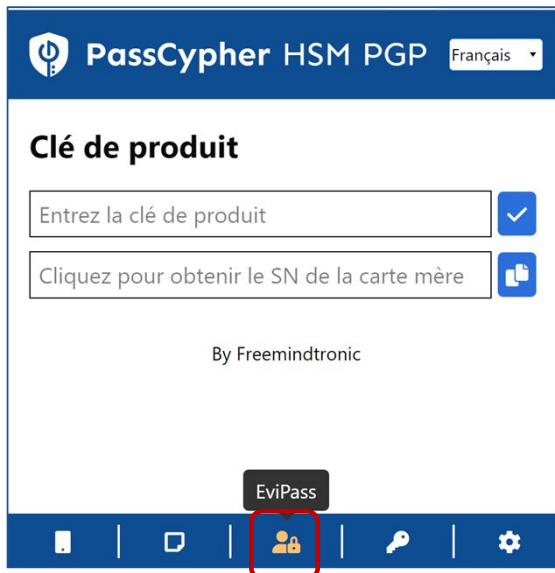 PassCypher HSM PGP
Français
Clé de produit
Entrez la clé de produit
Cliquez pour obtenir le SN de la carte mère
By Freemindtronic
EviPass